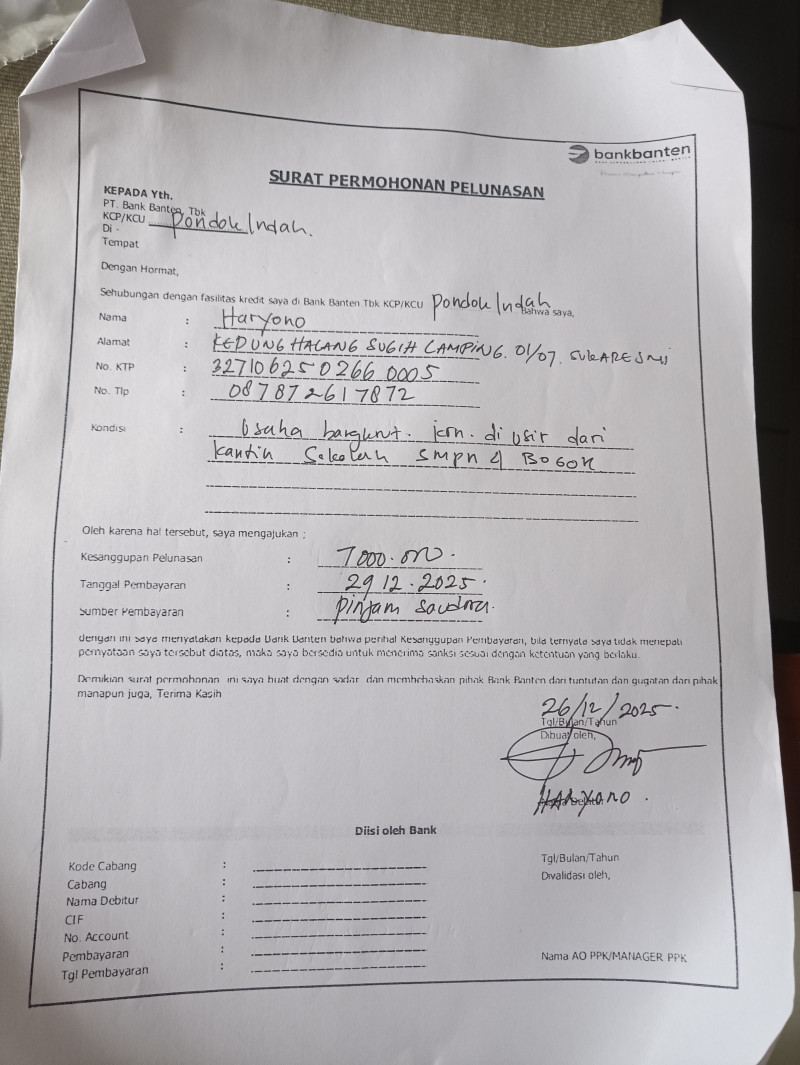 bankbanten
SURAT PERMOHONAN PELUNASAN
KEPADA Yth.
PT. Bank Banten, Tbk
KCP/KCU Pondok Indah.
Di -
Tempat
Dengan Hormat,
Sehubungan dengan fasilitas kredit saya di Bank Banten Tbk KCP/KCU Pondok Indah Bahwa saya,
Nama : Haryono
Alamat : KEDUNG HALANG SUGIH CAMPING. 01/07. SUKARESMI
No. KTP : 3271062502660005
No. Tlp : 087872617872
Kondisi : Usaha bangkrut. krn. di usir dari
kantin Sekolah SMPN 4 BOGOR
Oleh karena hal tersebut, saya mengajukan ;
Kesanggupan Pelunasan : 7000.000.
Tanggal Pembayaran : 29 12.2025.
Sumber Pembayaran : Pinjam Saudara.
dengan ini saya menyatakan kepada Bank Banten bahwa perihal Kesanggupan Pembayaran, bila ternyata saya tidak menepati
pernyataan saya tersebut diatas, maka saya bersedia untuk menerima sanksi sesuai dengan ketentuan yang berlaku.
Demikian surat permohonan ini saya buat dengan sadar dan membebaskan pihak Bank Banten dari tuntutan dan gugatan dari pihak
manapun juga, Terima Kasih
26/12/2025.
Tgl/Bulan/Tahun
Dibuat oleh,
HARYONO.
Diisi oleh Bank
Kode Cabang :
Cabang :
Nama Debitur :
CIF :
No. Account :
Pembayaran :
Tgl Pembayaran :
Tgl/Bulan/Tahun
Divalidasi oleh,
Nama AO PPK/MANAGER PPK